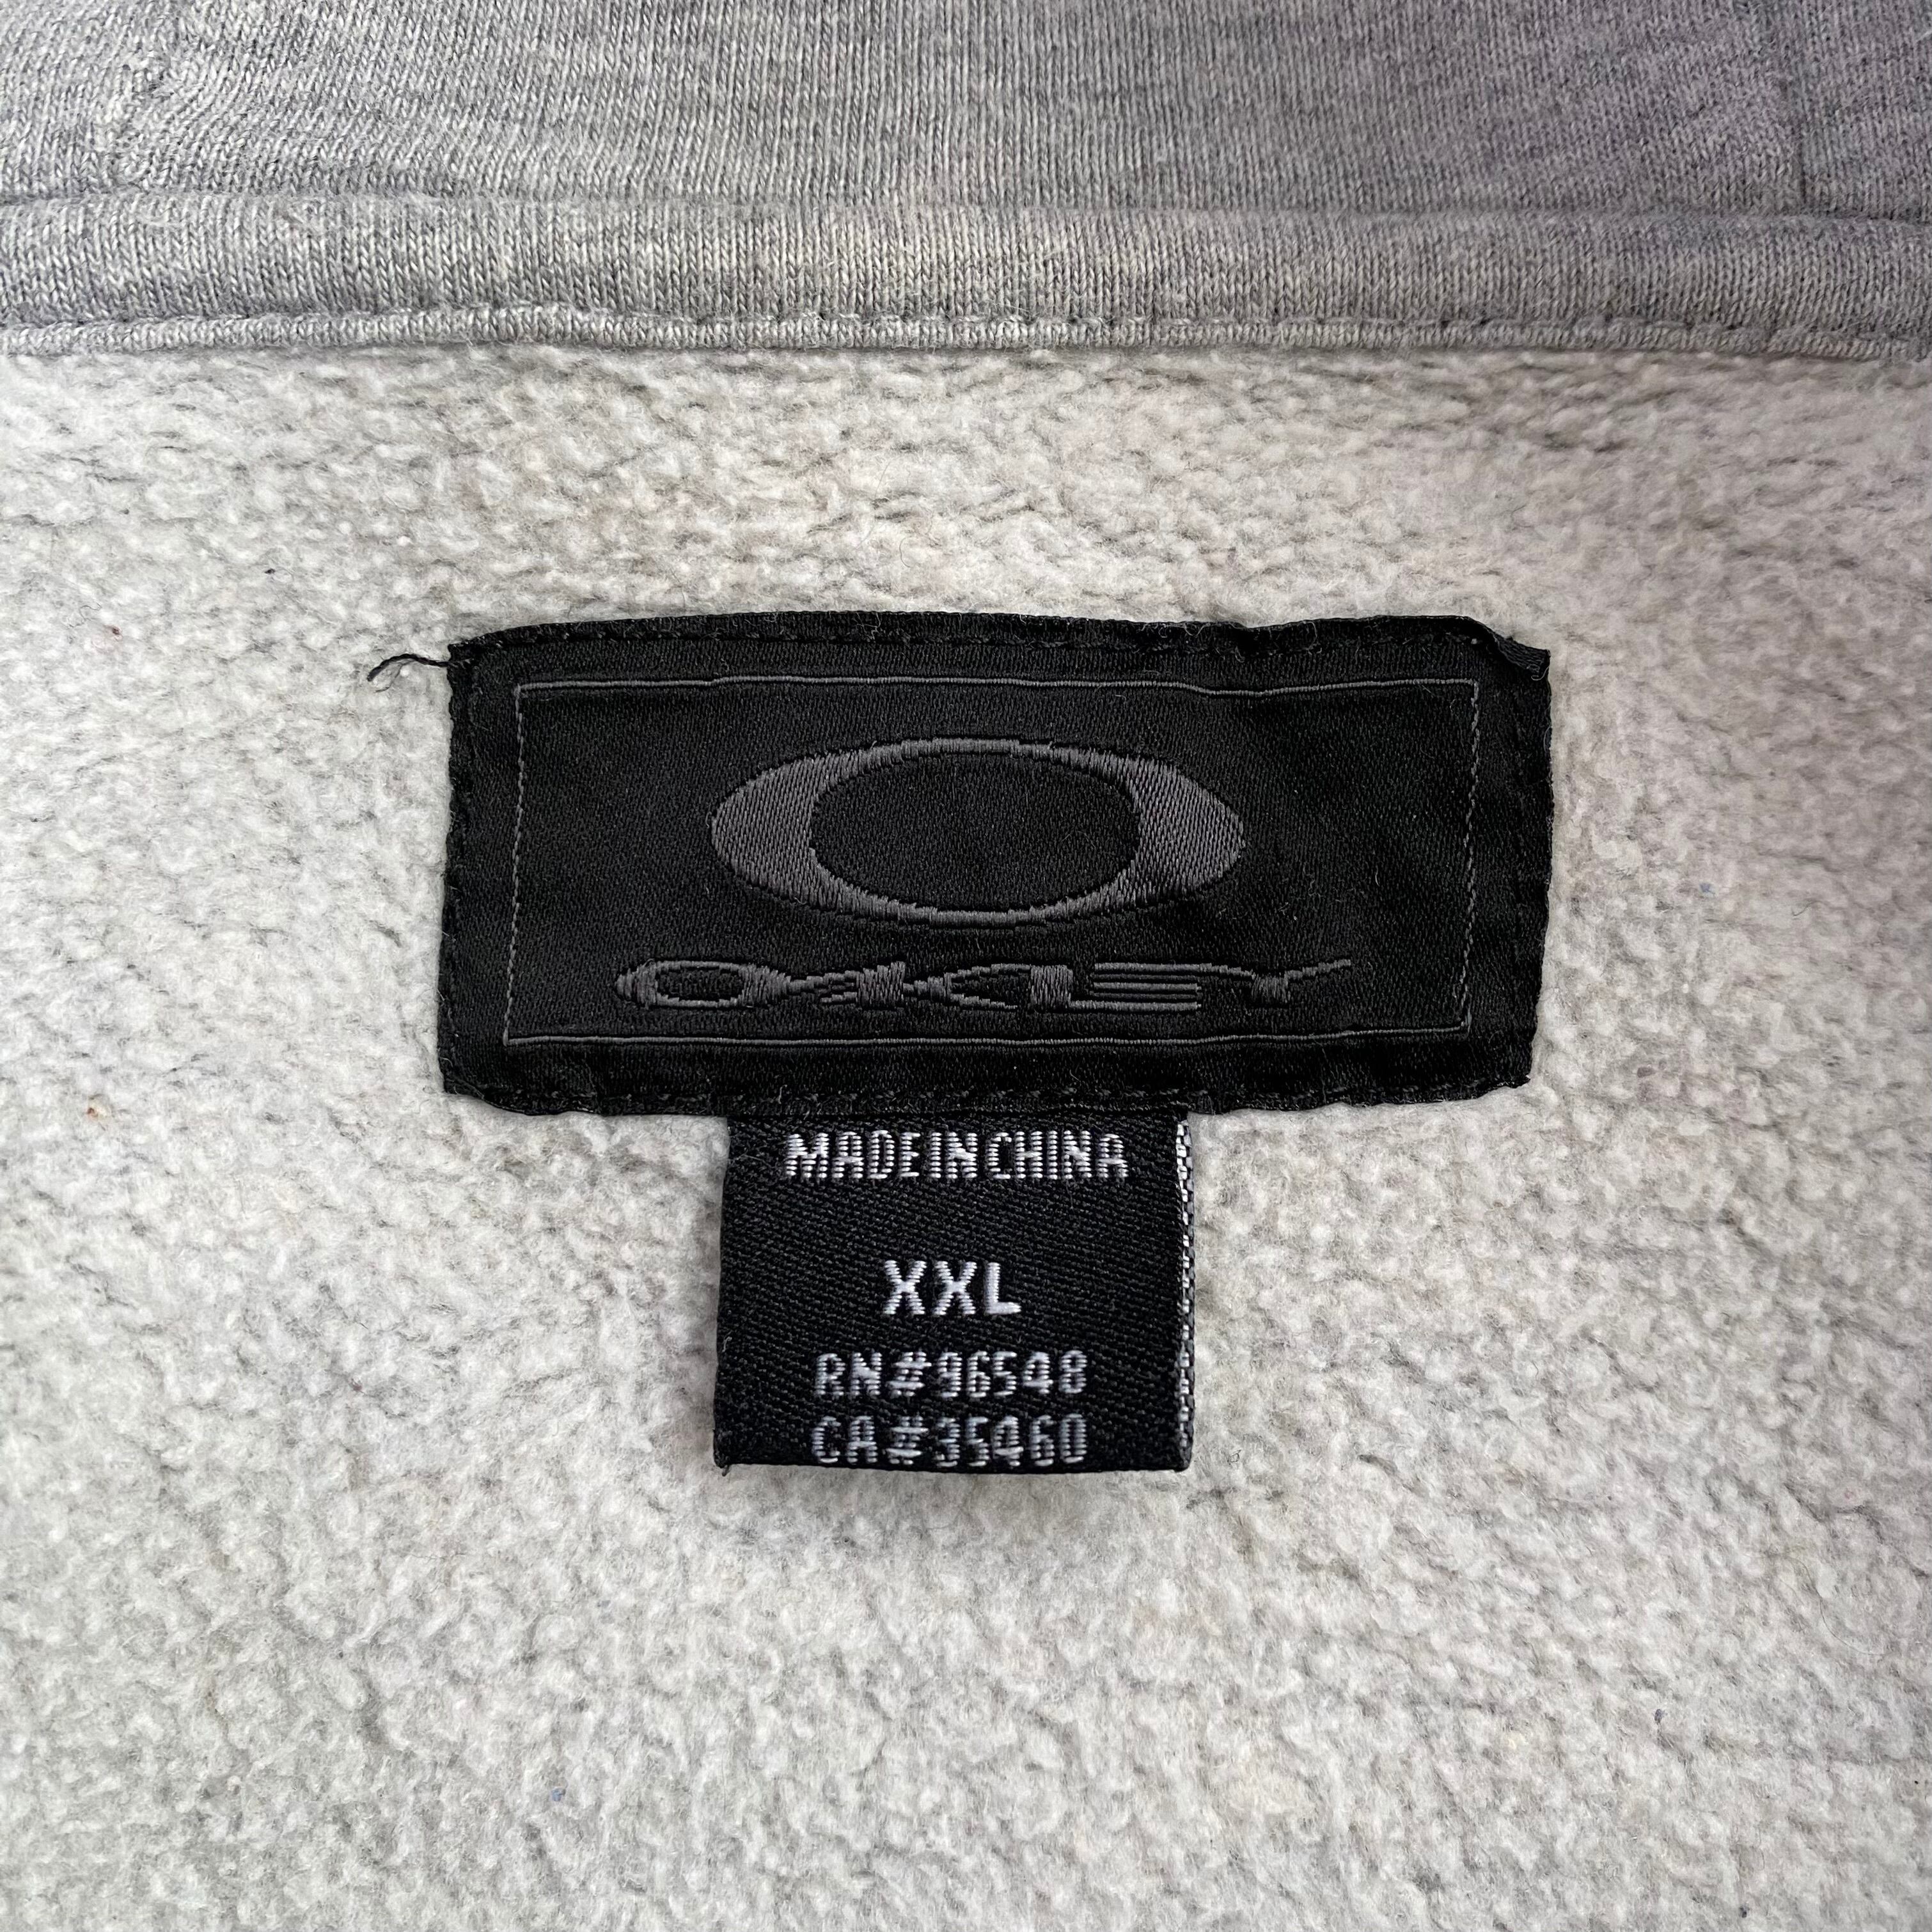 OAKLEY
MADE IN CHINA
XXL
RN#96548
CA#35460